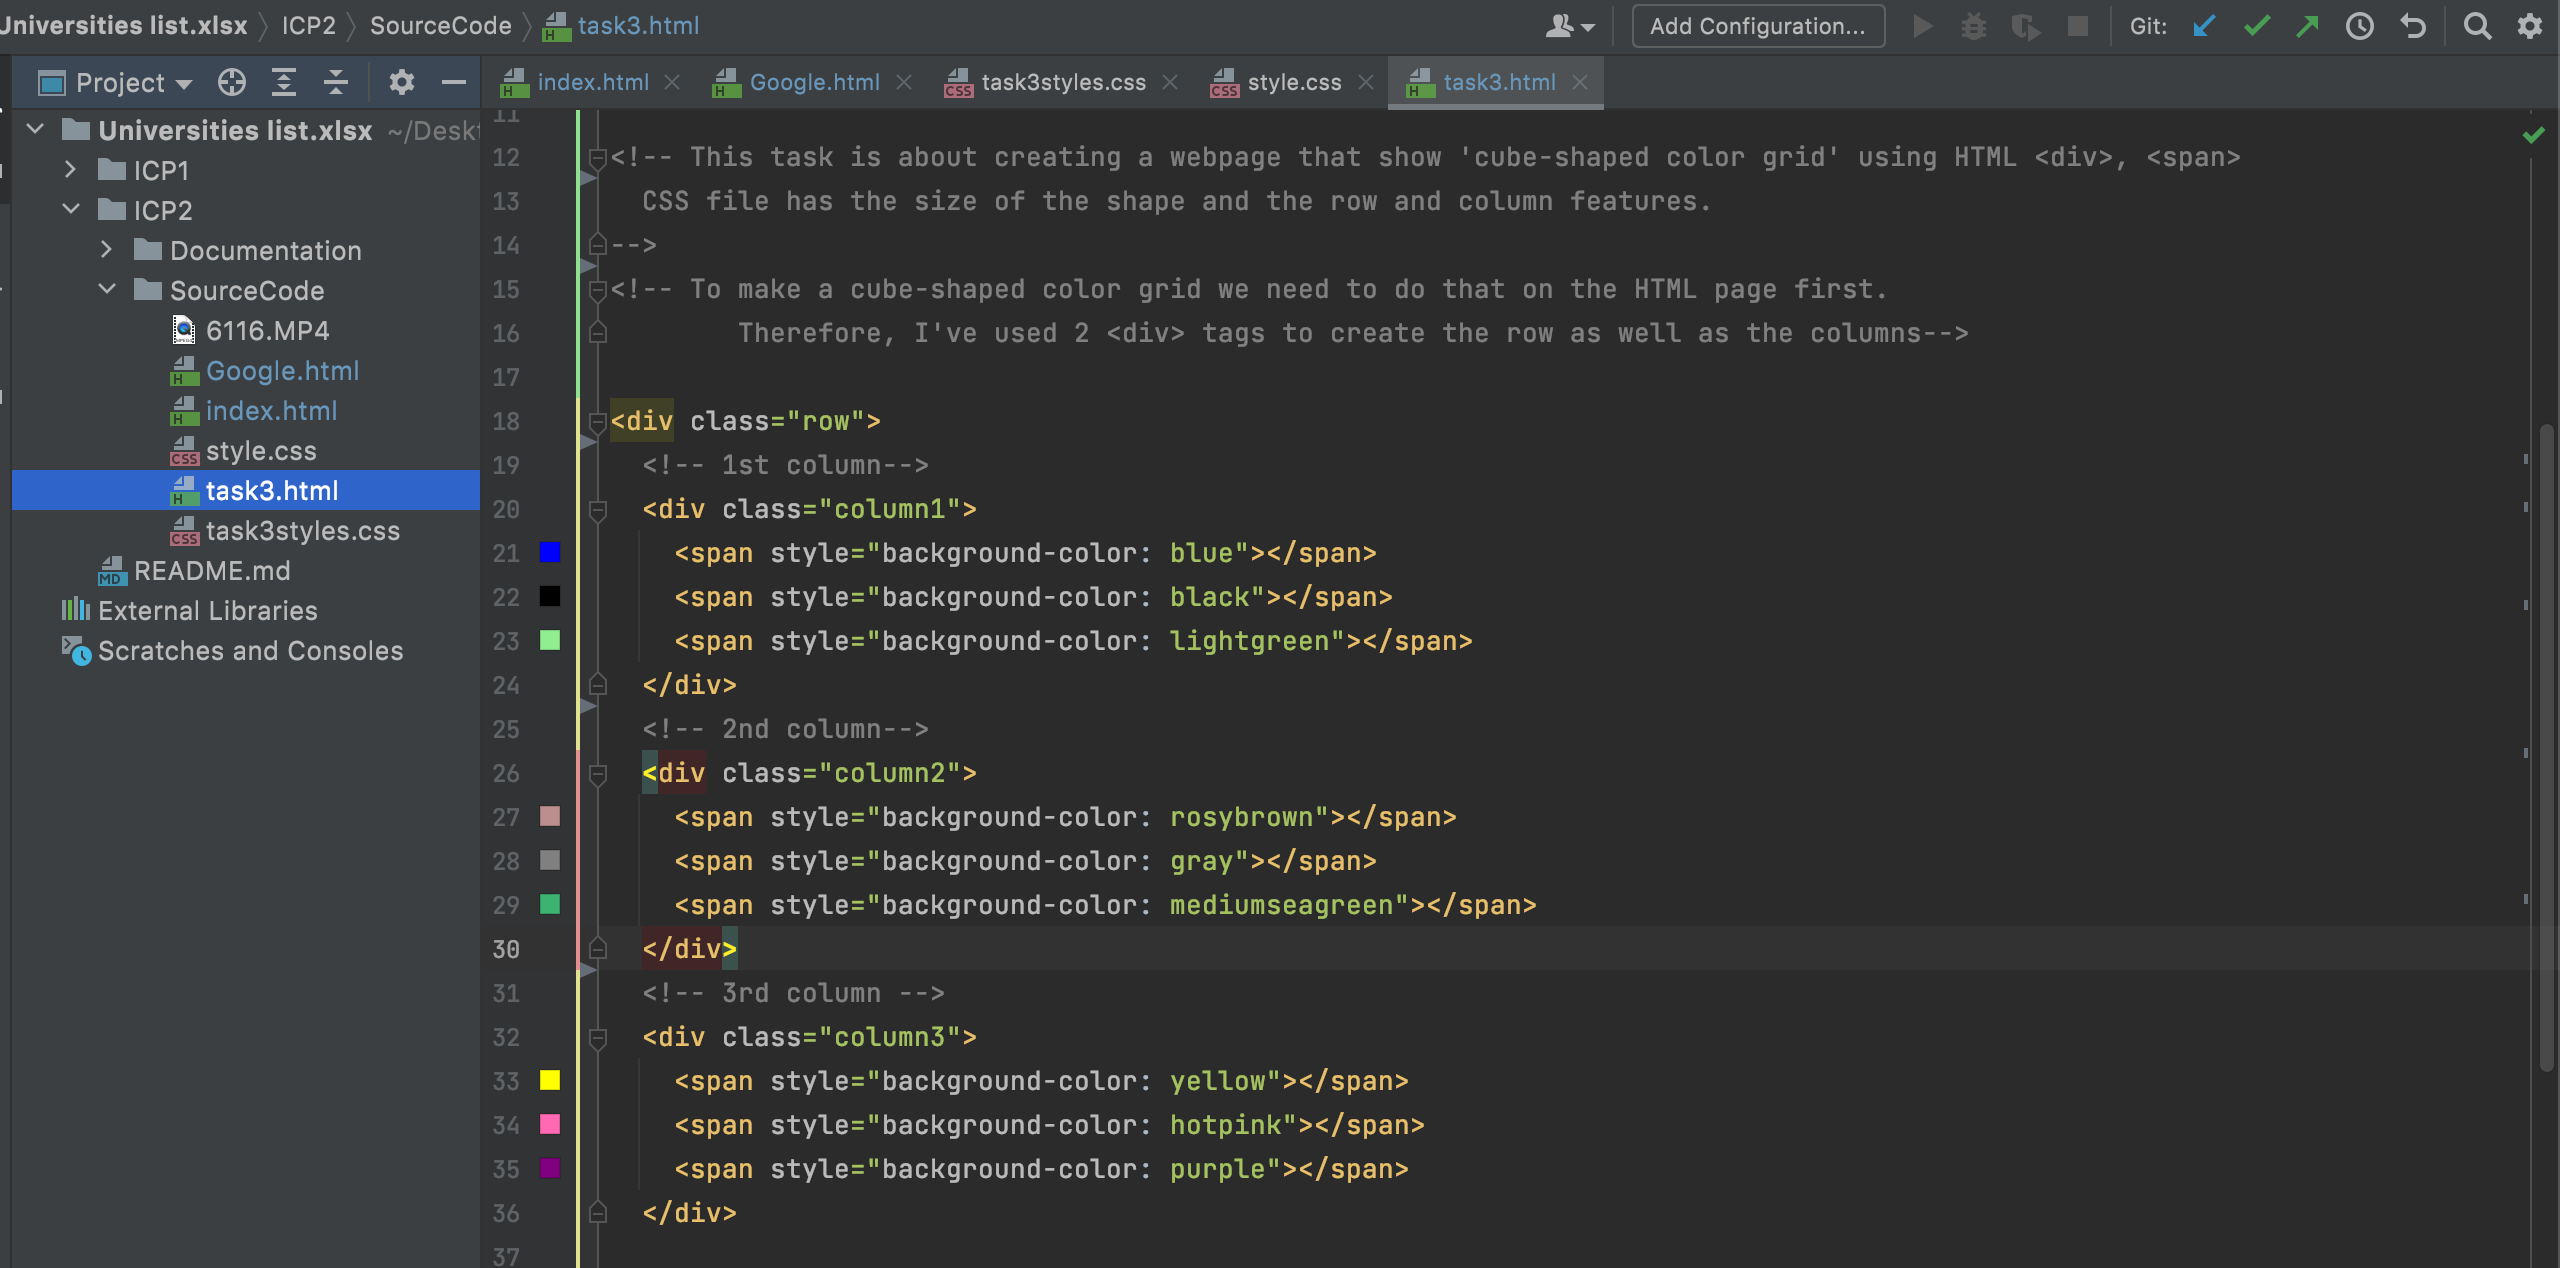 Universities list.xlsx ICP2 SourceCode task3.html Add Configuration... Git:
Project index.html Google.html task3styles.css style.css task3.html
Universities list.xlsx ~/Deskt
ICP1
ICP2
Documentation
SourceCode
6116.MP4
Google.html
index.html
style.css
task3.html
task3styles.css
README.md
External Libraries
Scratches and Consoles
11
12 <!-- This task is about creating a webpage that show 'cube-shaped color grid' using HTML <div>, <span>
13 CSS file has the size of the shape and the row and column features.
14 -->
15 <!-- To make a cube-shaped color grid we need to do that on the HTML page first.
16 Therefore, I've used 2 <div> tags to create the row as well as the columns-->
17
18 <div class="row">
19 <!-- 1st column-->
20 <div class="column1">
21 <span style="background-color: blue"></span>
22 <span style="background-color: black"></span>
23 <span style="background-color: lightgreen"></span>
24 </div>
25 <!-- 2nd column-->
26 <div class="column2">
27 <span style="background-color: rosybrown"></span>
28 <span style="background-color: gray"></span>
29 <span style="background-color: mediumseagreen"></span>
30 </div>
31 <!-- 3rd column -->
32 <div class="column3">
33 <span style="background-color: yellow"></span>
34 <span style="background-color: hotpink"></span>
35 <span style="background-color: purple"></span>
36 </div>
37